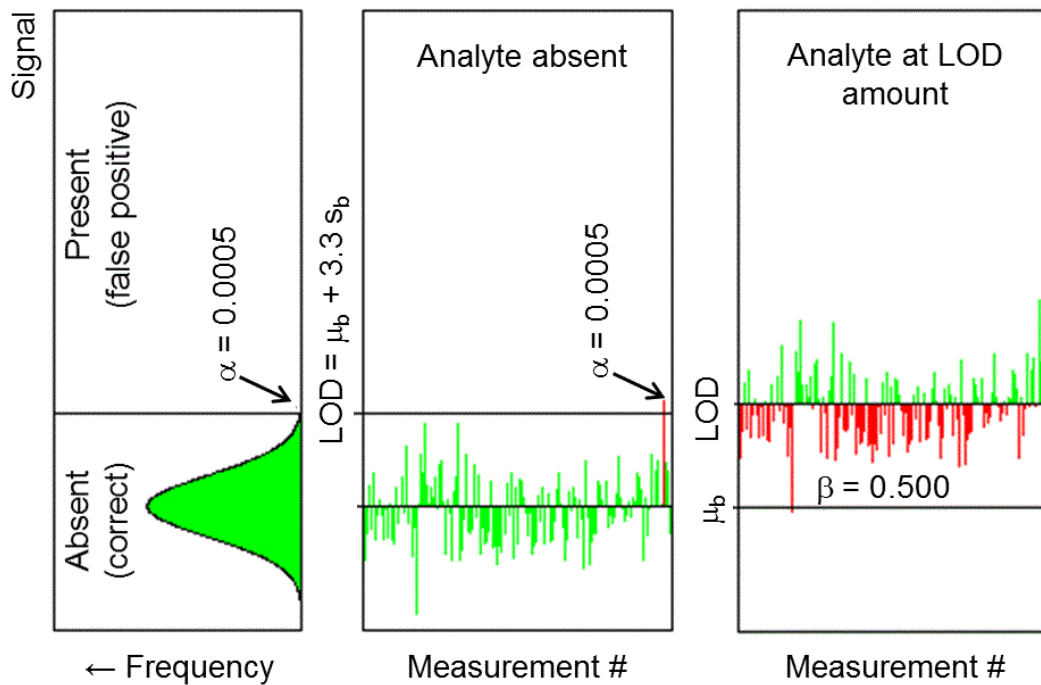 Signal
Present
(false positive)
Absent
(correct)
α = 0.0005
← Frequency
LOD = μb + 3.3 sb
Analyte absent
α = 0.0005
Measurement #
Analyte at LOD
amount
LOD
μb
β = 0.500
Measurement #